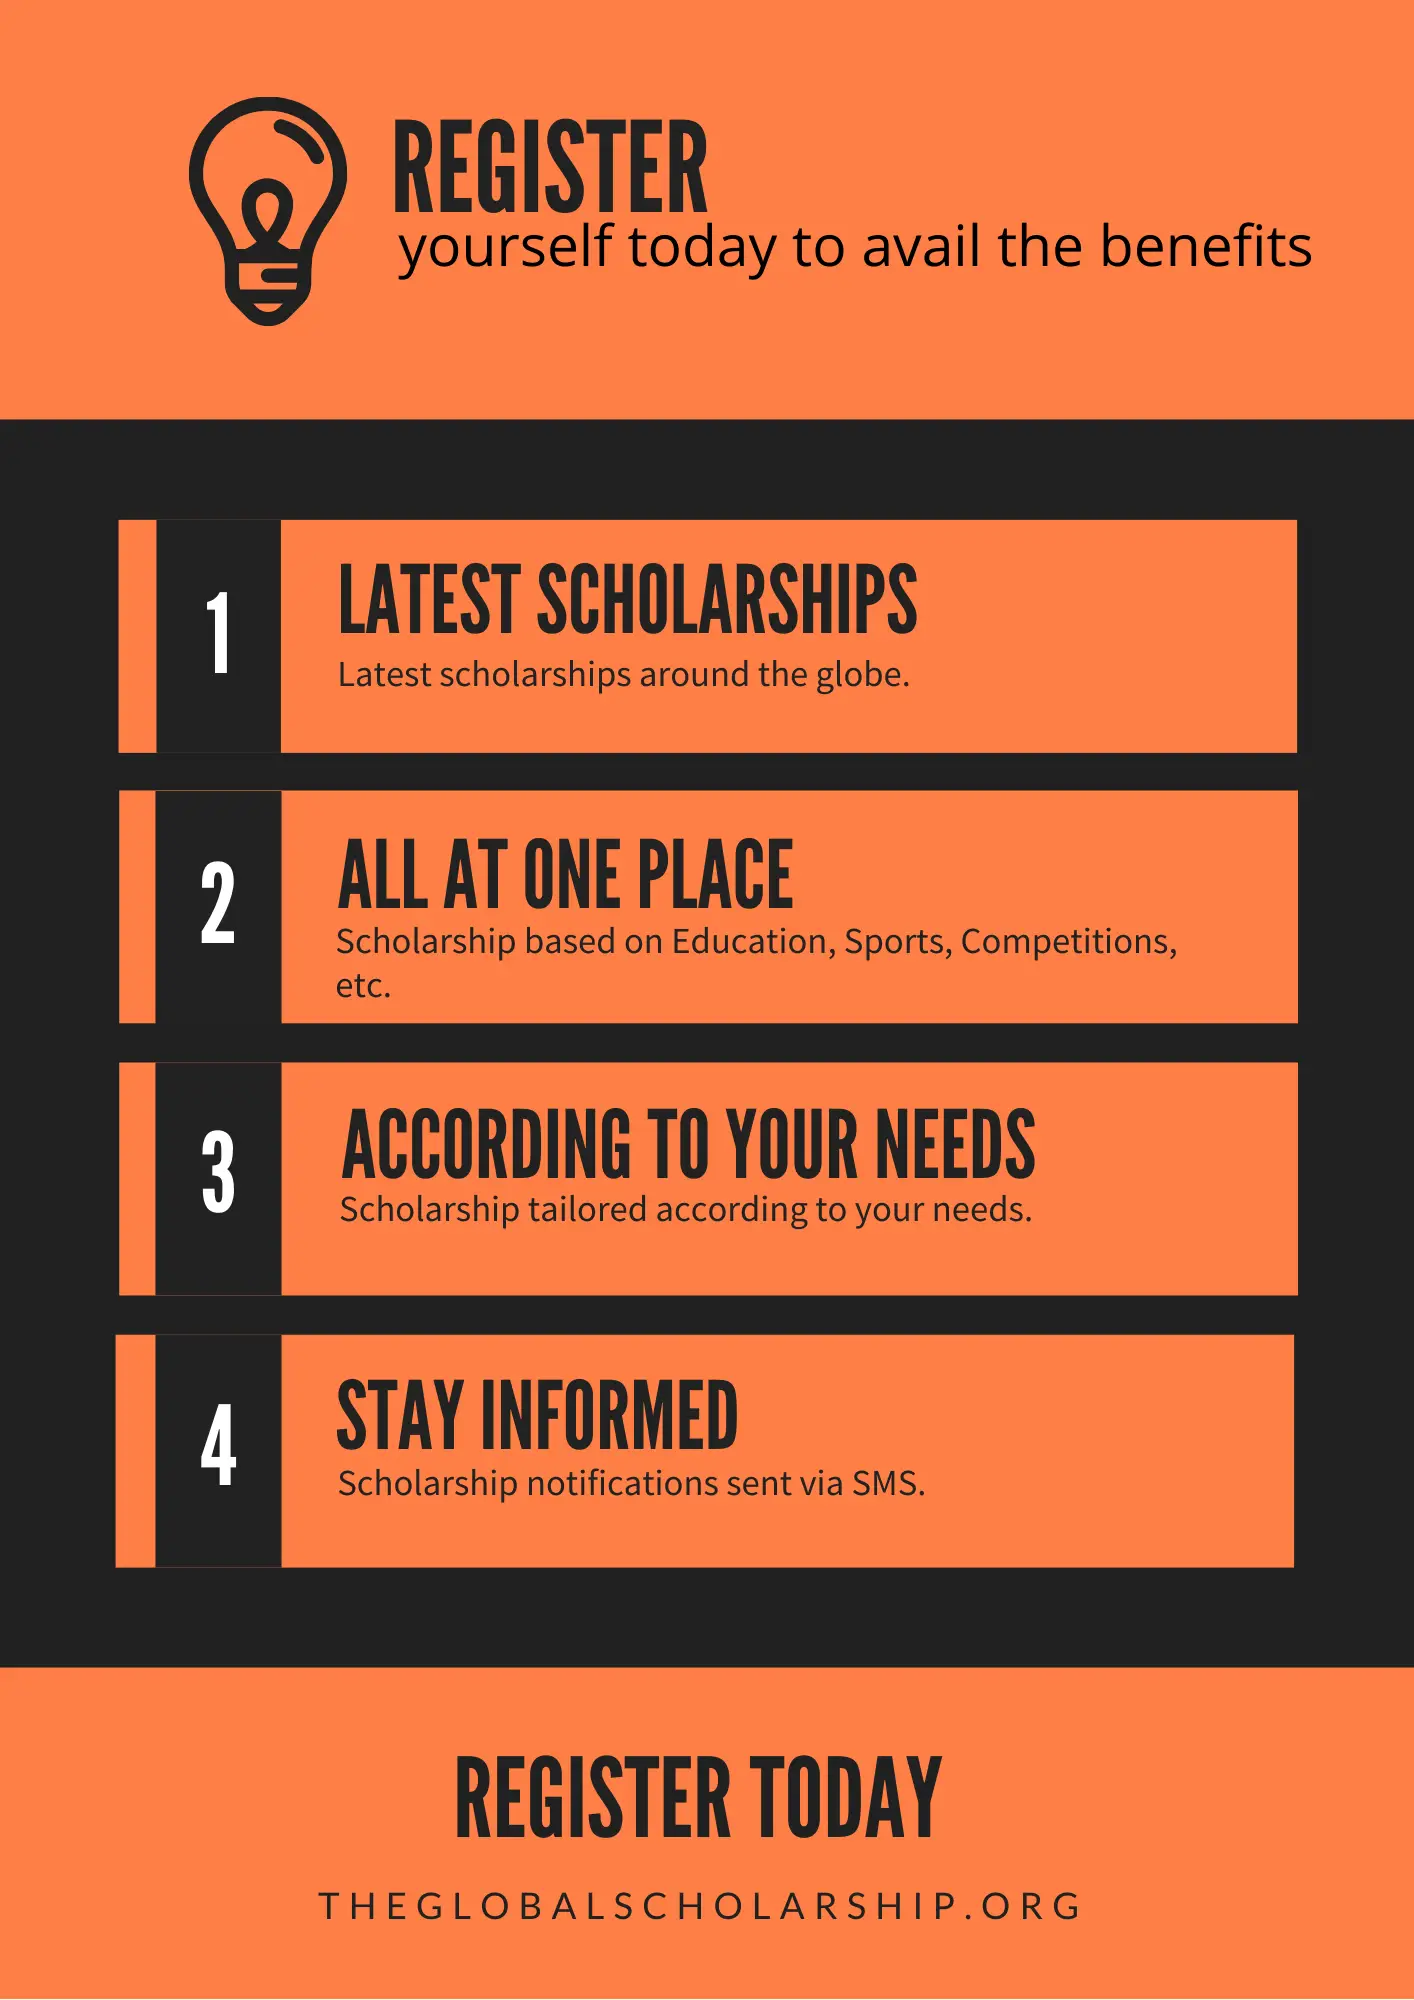 REGISTER
yourself today to avail the benefits
1
LATEST SCHOLARSHIPS
Latest scholarships around the globe.
2
ALL AT ONE PLACE
Scholarship based on Education, Sports, Competitions,
etc.
3
ACCORDING TO YOUR NEEDS
Scholarship tailored according to your needs.
4
STAY INFORMED
Scholarship notifications sent via SMS.
REGISTER TODAY
THEGLOBALSCHOLARSHIP.ORG